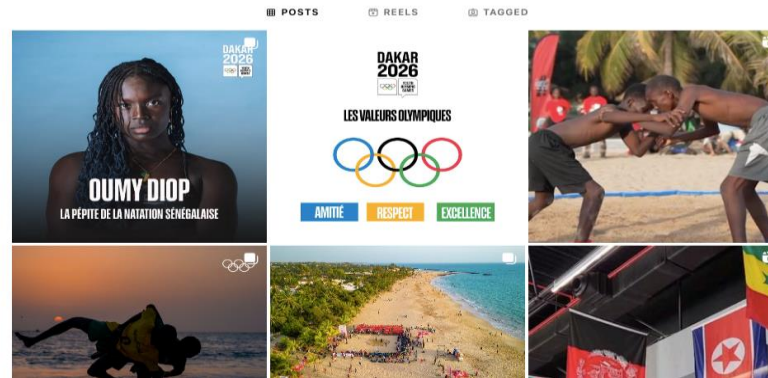 POSTS
REELS
TAGGED
DAKAR
2026
OUMY DIOP
LA PÉPITE DE LA NATATION SÉNÉGALAISE
DAKAR
2026
LES VALEURS OLYMPIQUES
AMITIÉ
RESPECT
EXCELLENCE